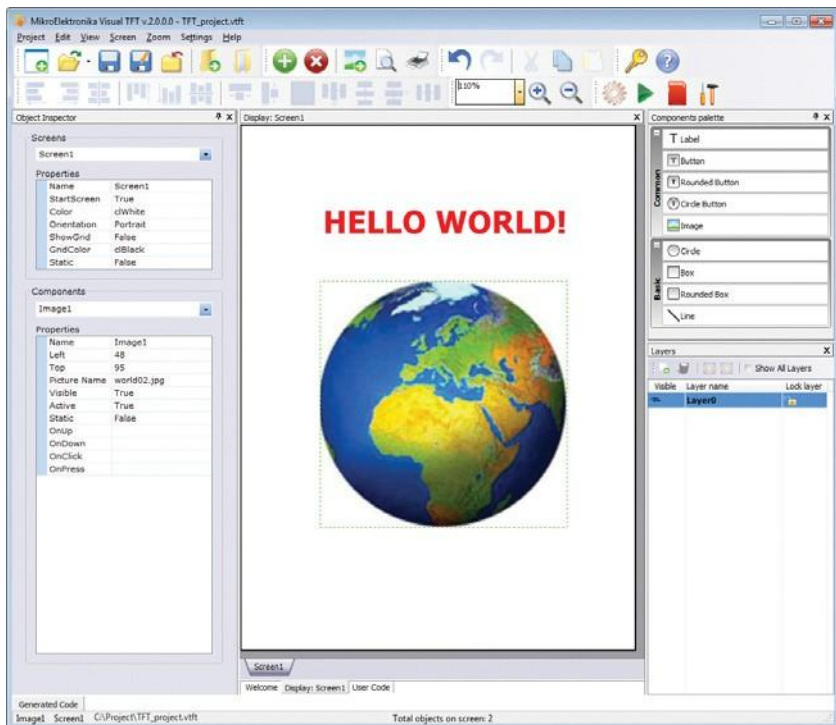 MikroElektronika Visual TFT v.2.0.0.0 - TFT_project.vtft
Project Edit View Screen Zoom Settings Help
110%
Object Inspector
Screens
Screen1
Properties
Name Screen1
StartScreen True
Color clWhite
Orientation Portrait
ShowGrid False
GridColor clBlack
Static False
Components
Image1
Properties
Name Image1
Left 48
Top 95
Picture Name world02.jpg
Visible True
Active True
Static False
OnUp
OnDown
OnClick
OnPress
Display: Screen1
HELLO WORLD!
Screen1
Welcome Display: Screen1 User Code
Components palette
Common
T Label
Button
Rounded Button
Circle Button
Image
Basic
Circle
Box
Rounded Box
Line
Layers
Show All Layers
Visible Layer name Lock layer
Layer0
Generated Code
Image1 Screen1 C:\Project\TFT_project.vtft Total objects on screen: 2